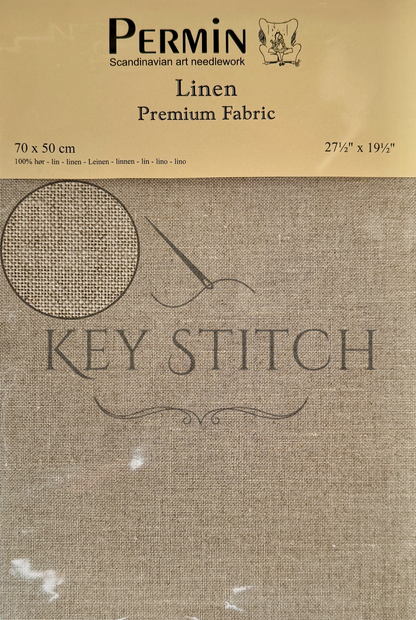 PERMIN
Scandinavian art needlework
Linen
Premium Fabric
70 x 50 cm
27½" x 19½"
100% hør - lin - linen - Leinen - linnen - lin - lino - lino
KEY STITCH